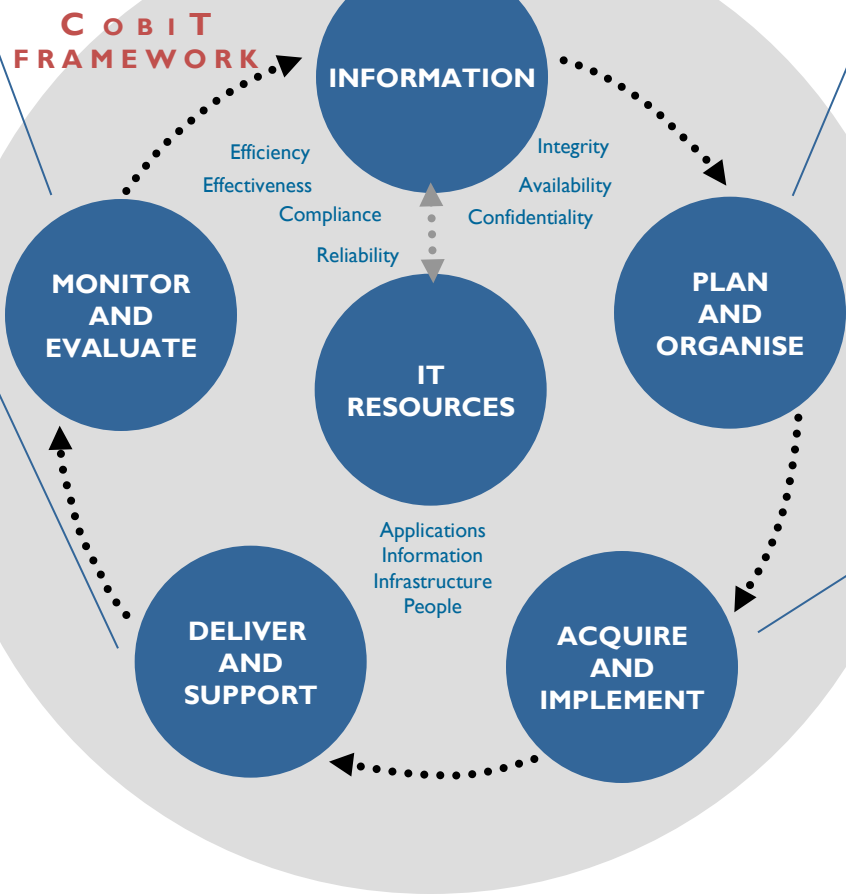 COBIT
FRAMEWORK
INFORMATION
Efficiency
Effectiveness
Compliance
Reliability
Integrity
Availability
Confidentiality
MONITOR
AND
EVALUATE
PLAN
AND
ORGANISE
IT
RESOURCES
Applications
Information
Infrastructure
People
DELIVER
AND
SUPPORT
ACQUIRE
AND
IMPLEMENT